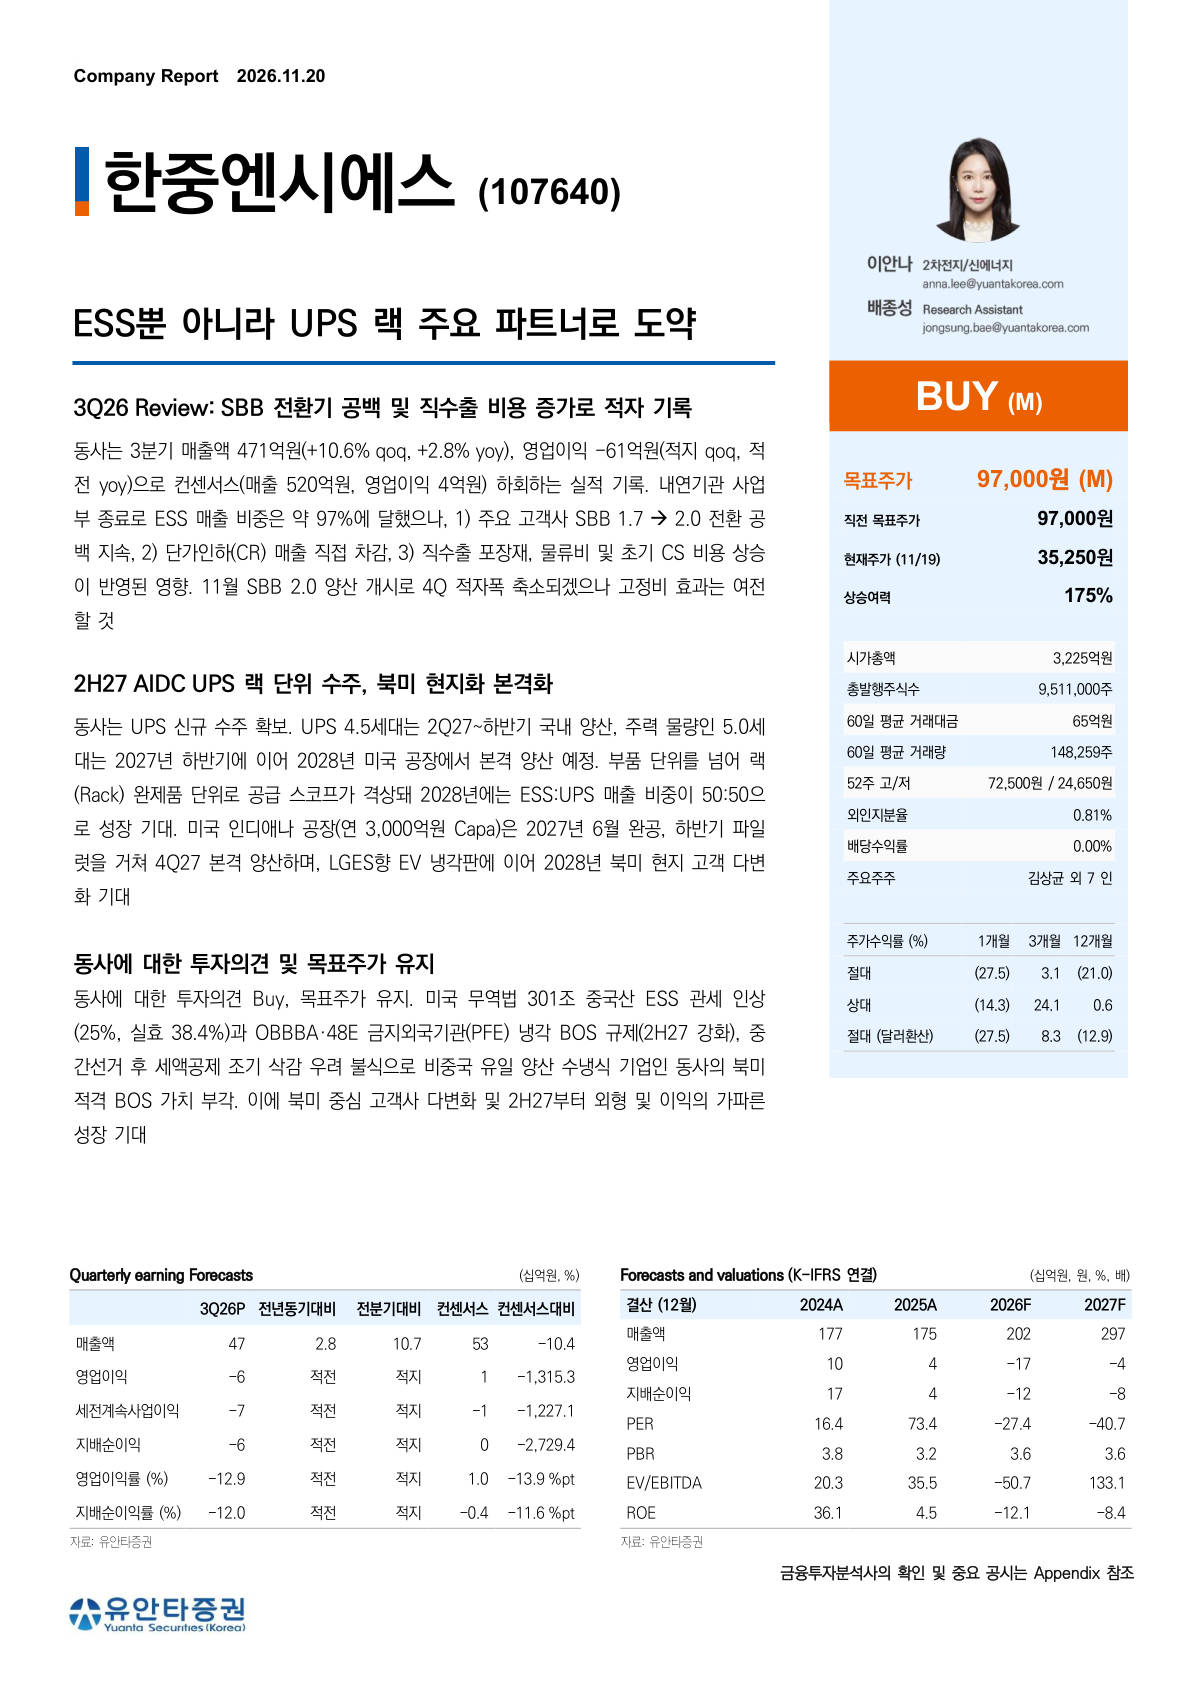 Company Report 2026.11.20
한중엔시에스 (107640)
ESS뿐 아니라 UPS 랙 주요 파트너로 도약
3Q26 Review: SBB 전환기 공백 및 직수출 비용 증가로 적자 기록
동사는 3분기 매출액 471억원(+10.6% qoq, +2.8% yoy), 영업이익 -61억원(적지 qoq, 적
전 yoy)으로 컨센서스(매출 520억원, 영업이익 4억원) 하회하는 실적 기록. 내연기관 사업
부 종료로 ESS 매출 비중은 약 97%에 달했으나, 1) 주요 고객사 SBB 1.7 → 2.0 전환 공
백 지속, 2) 단가인하(CR) 매출 직접 차감, 3) 직수출 포장재, 물류비 및 초기 CS 비용 상승
이 반영된 영향. 11월 SBB 2.0 양산 개시로 4Q 적자폭 축소되겠으나 고정비 효과는 여전
할 것
2H27 AIDC UPS 랙 단위 수주, 북미 현지화 본격화
동사는 UPS 신규 수주 확보. UPS 4.5세대는 2Q27~하반기 국내 양산, 주력 물량인 5.0세
대는 2027년 하반기에 이어 2028년 미국 공장에서 본격 양산 예정. 부품 단위를 넘어 랙
(Rack) 완제품 단위로 공급 스코프가 격상돼 2028년에는 ESS:UPS 매출 비중이 50:50으
로 성장 기대. 미국 인디애나 공장(연 3,000억원 Capa)은 2027년 6월 완공, 하반기 파일
럿을 거쳐 4Q27 본격 양산하며, LGES향 EV 냉각판에 이어 2028년 북미 현지 고객 다변
화 기대
동사에 대한 투자의견 및 목표주가 유지
동사에 대한 투자의견 Buy, 목표주가 유지. 미국 무역법 301조 중국산 ESS 관세 인상
(25%, 실효 38.4%)과 OBBBA·48E 금지외국기관(PFE) 냉각 BOS 규제(2H27 강화), 중
간선거 후 세액공제 조기 삭감 우려 불식으로 비중국 유일 양산 수냉식 기업인 동사의 북미
적격 BOS 가치 부각. 이에 북미 중심 고객사 다변화 및 2H27부터 외형 및 이익의 가파른
성장 기대
이안나 2차전지/신에너지
anna.lee@yuantakorea.com
배종성 Research Assistant
jongsung.bae@yuantakorea.com
BUY (M)
목표주가 97,000원 (M)
직전 목표주가 97,000원
현재주가 (11/19) 35,250원
상승여력 175%
시가총액 3,225억원
총발행주식수 9,511,000주
60일 평균 거래대금 65억원
60일 평균 거래량 148,259주
52주 고/저 72,500원 / 24,650원
외인지분율 0.81%
배당수익률 0.00%
주요주주 김상균 외 7 인
주가수익률 (%) 1개월 3개월 12개월
절대 (27.5) 3.1 (21.0)
상대 (14.3) 24.1 0.6
절대 (달러환산) (27.5) 8.3 (12.9)
Quarterly earning Forecasts (십억원, %)
3Q26P 전년동기대비 전분기대비 컨센서스 컨센서스대비
매출액 47 2.8 10.7 53 -10.4
영업이익 -6 적전 적지 1 -1,315.3
세전계속사업이익 -7 적전 적지 -1 -1,227.1
지배순이익 -6 적전 적지 0 -2,729.4
영업이익률 (%) -12.9 적전 적지 1.0 -13.9 %pt
지배순이익률 (%) -12.0 적전 적지 -0.4 -11.6 %pt
자료: 유안타증권
Forecasts and valuations (K-IFRS 연결) (십억원, 원, %, 배)
결산 (12월) 2024A 2025A 2026F 2027F
매출액 177 175 202 297
영업이익 10 4 -17 -4
지배순이익 17 4 -12 -8
PER 16.4 73.4 -27.4 -40.7
PBR 3.8 3.2 3.6 3.6
EV/EBITDA 20.3 35.5 -50.7 133.1
ROE 36.1 4.5 -12.1 -8.4
자료: 유안타증권
금융투자분석사의 확인 및 중요 공시는 Appendix 참조
유안타증권
Yuanta Securities (Korea)